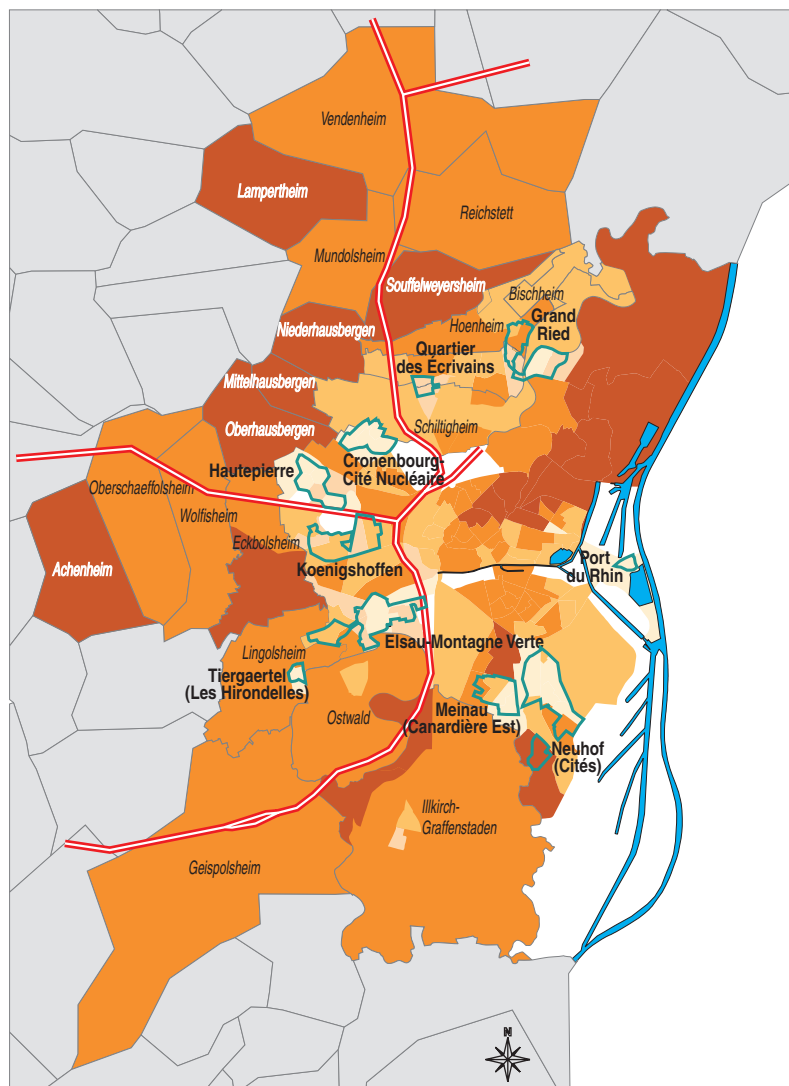 Vendenheim
Lampertheim
Reichstett
Mundolsheim
Souffelweyersheim
Bischheim
Niederhausbergen
Hoenheim
Grand
Ried
Quartier
des Écrivains
Mittelhausbergen
Oberhausbergen
Schiltigheim
Cronenbourg-
Cité Nucléaire
Hautepierre
Oberschaeffolsheim
Wolfisheim
Eckbolsheim
Achenheim
Koenigshoffen
Port
du Rhin
Elsau-Montagne Verte
Lingolsheim
Tiergaertel
(Les Hirondelles)
Ostwald
Meinau
(Canardière Est)
Neuhof
(Cités)
Illkirch-
Graffenstaden
Geispolsheim
N